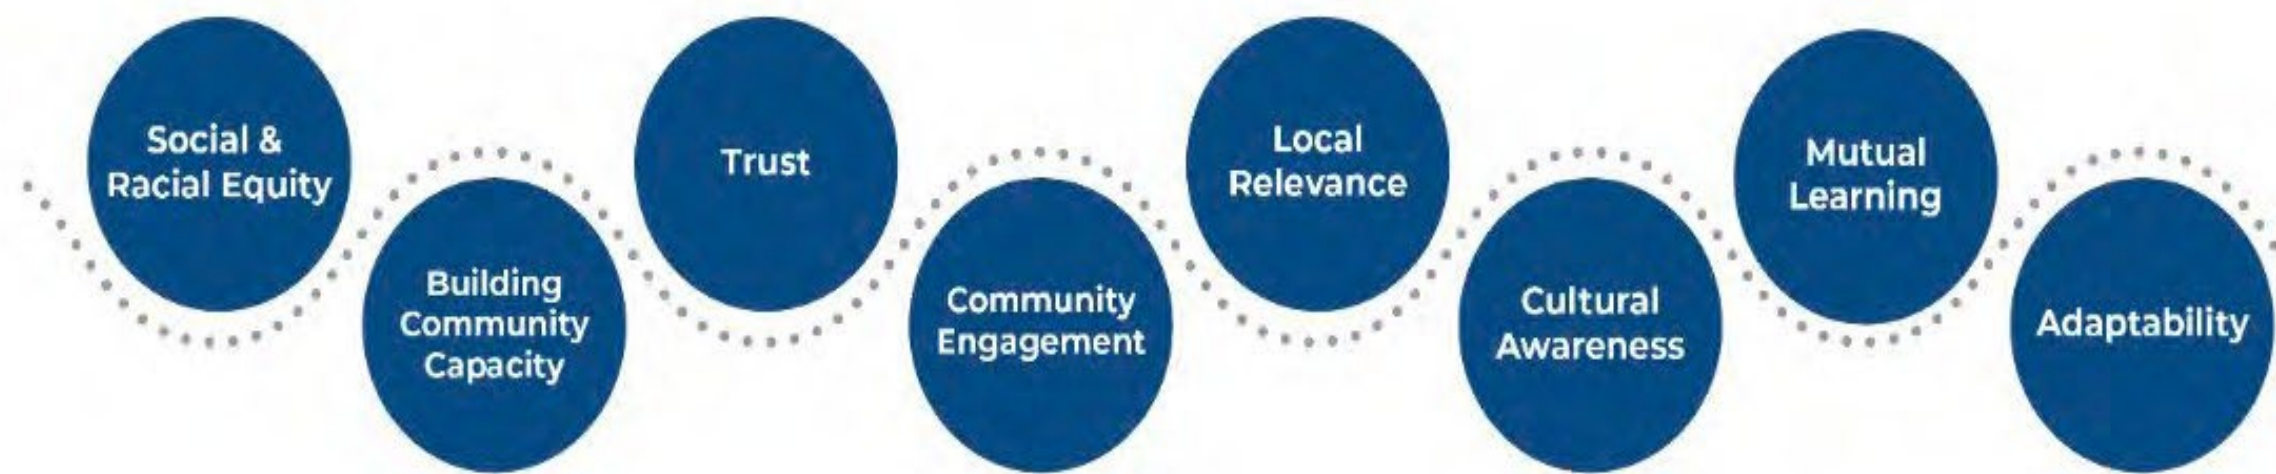 Social &
Racial Equity
Building
Community
Capacity
Trust
Community
Engagement
Local
Relevance
Cultural
Awareness
Mutual
Learning
Adaptability